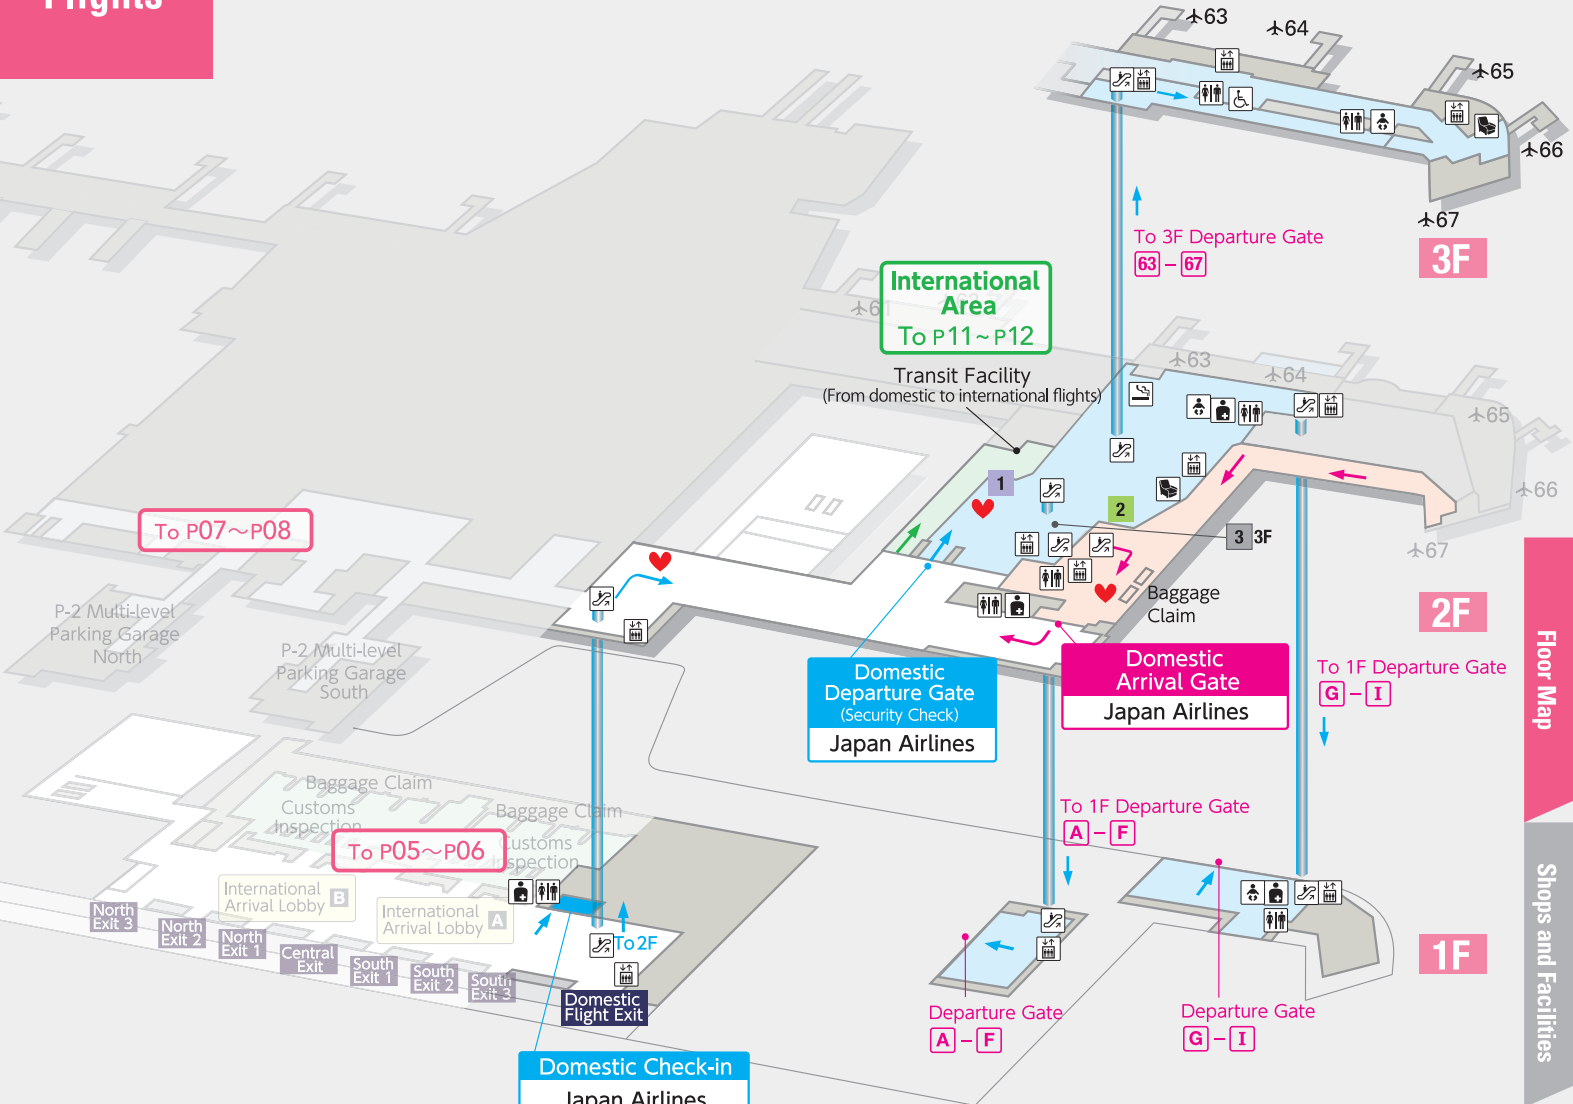 Flights
63
64
65
66
67
To 3F Departure Gate
63 – 67
3F
International
Area
To P11~P12
61
63
64
65
66
67
Transit Facility
(From domestic to international flights)
1
2
3 3F
To P07～P08
Baggage
Claim
2F
P-2 Multi-level
Parking Garage
North
P-2 Multi-level
Parking Garage
South
Domestic
Departure Gate
(Security Check)
Japan Airlines
Domestic
Arrival Gate
Japan Airlines
To 1F Departure Gate
G – I
Floor Map
Baggage Claim
Customs
Inspection
Baggage Claim
Customs
Inspection
To P05～P06
To 1F Departure Gate
A – F
International
Arrival Lobby B
International
Arrival Lobby A
North
Exit 3
North
Exit 2
North
Exit 1
Central
Exit
South
Exit 1
South
Exit 2
South
Exit 3
To 2F
Domestic
Flight Exit
1F
Departure Gate
A – F
Departure Gate
G – I
Shops and Facilities
Domestic Check-in
Japan Airlines